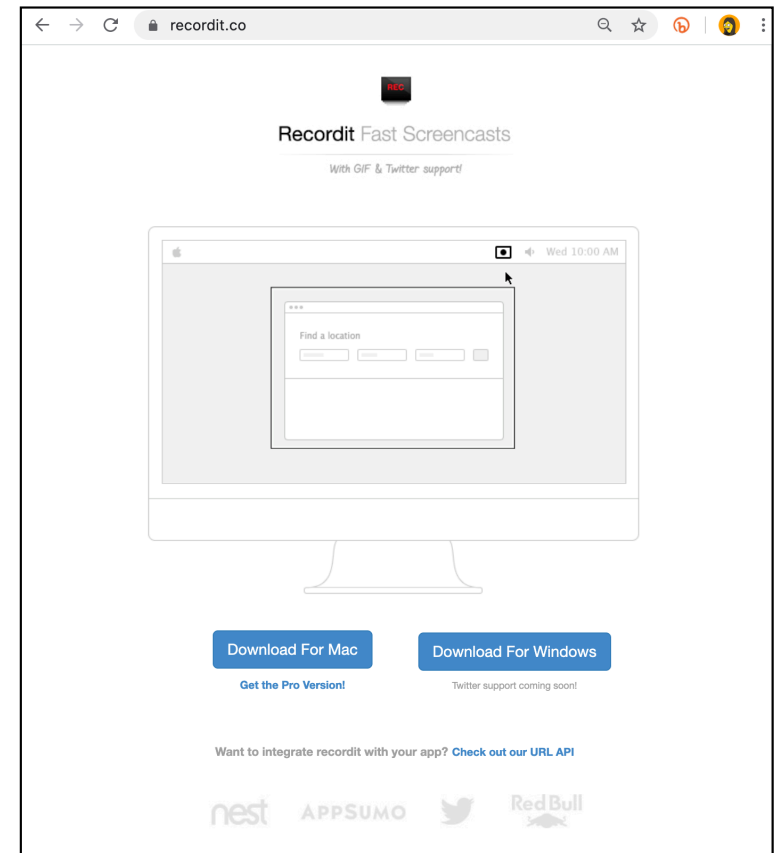 recordit.co
REC
Recordit Fast Screencasts
With GIF & Twitter support!
Wed 10:00 AM
Find a location
Download For Mac
Download For Windows
Get the Pro Version!
Twitter support coming soon!
Want to integrate recordit with your app? Check out our URL API
nest APPSUMO Red Bull